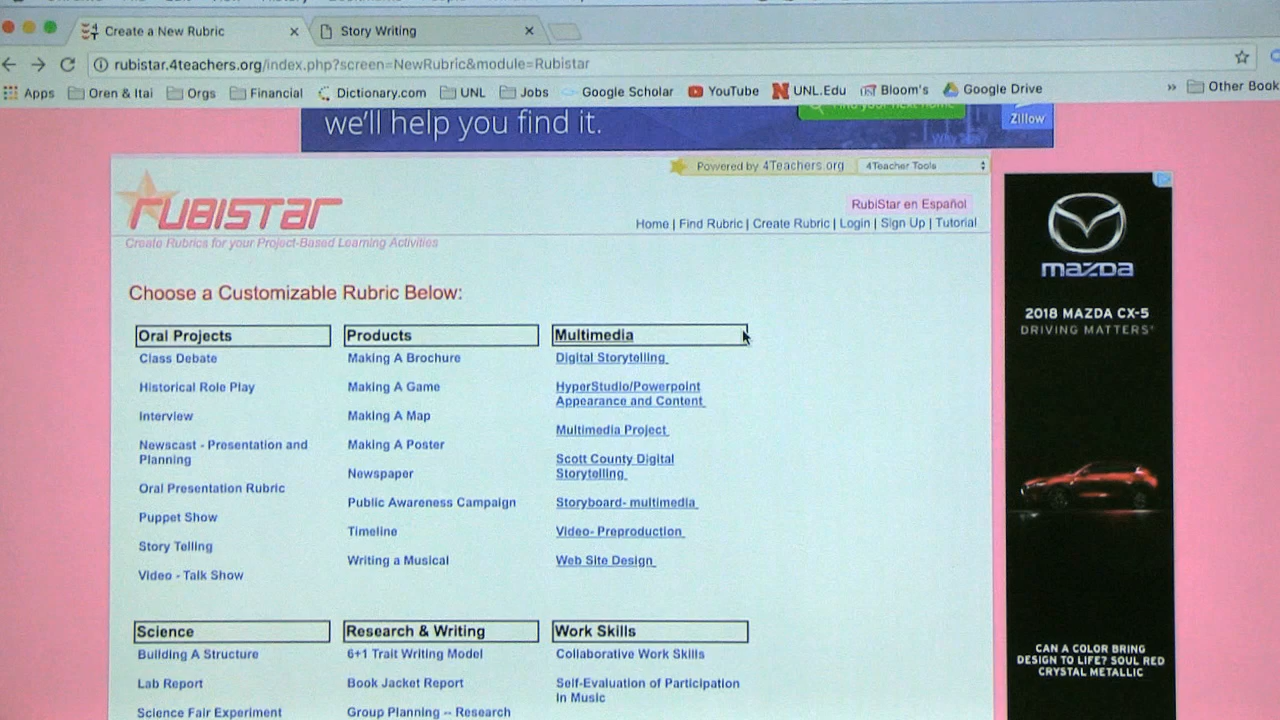 Create a New Rubric
Story Writing
rubistar.4teachers.org/index.php?screen=NewRubric&module=Rubistar
Apps Oren & Itai Orgs Financial Dictionary.com UNL Jobs Google Scholar YouTube UNL.Edu Bloom's Google Drive » Other Book
we'll help you find it.
Zillow
Powered by 4Teachers.org
4Teacher Tools
RUBISTAR
RubiStar en Español
Home | Find Rubric | Create Rubric | Login | Sign Up | Tutorial
Create Rubrics for your Project-Based Learning Activities
Choose a Customizable Rubric Below:
Oral Projects
Class Debate
Historical Role Play
Interview
Newscast - Presentation and
Planning
Oral Presentation Rubric
Puppet Show
Story Telling
Video - Talk Show
Products
Making A Brochure
Making A Game
Making A Map
Making A Poster
Newspaper
Public Awareness Campaign
Timeline
Writing a Musical
Multimedia
Digital Storytelling
HyperStudio/Powerpoint
Appearance and Content
Multimedia Project
Scott County Digital
Storytelling
Storyboard- multimedia
Video- Preproduction
Web Site Design
Science
Building A Structure
Lab Report
Science Fair Experiment
Research & Writing
6+1 Trait Writing Model
Book Jacket Report
Group Planning -- Research
Work Skills
Collaborative Work Skills
Self-Evaluation of Participation
in Music
mazda
2018 MAZDA CX-5
DRIVING MATTERS
CAN A COLOR BRING
DESIGN TO LIFE? SOUL RED
CRYSTAL METALLIC